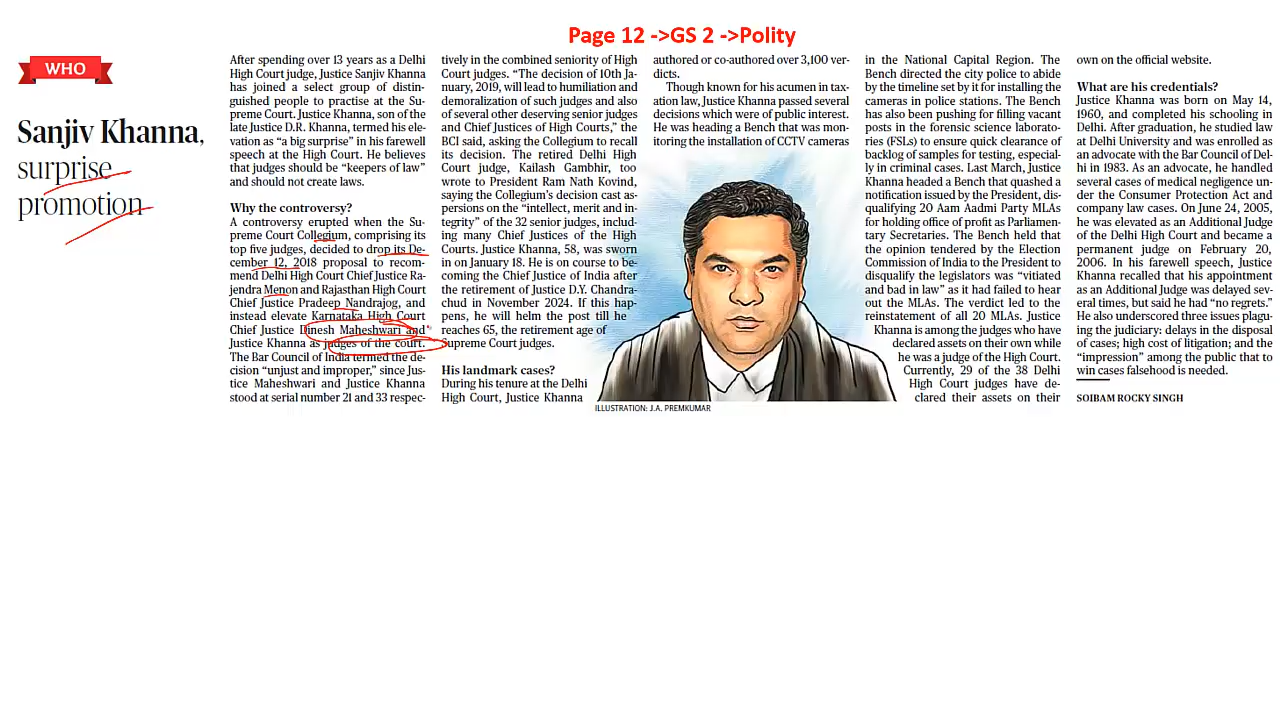 Page 12 ->GS 2 ->Polity
WHO
Sanjiv Khanna,
surprise
promotion
After spending over 13 years as a Delhi
High Court judge, Justice Sanjiv Khanna
has joined a select group of distin-
guished people to practise at the Su-
preme Court. Justice Khanna, son of the
late Justice D.R. Khanna, termed his ele-
vation as “a big surprise” in his farewell
speech at the High Court. He believes
that judges should be “keepers of law”
and should not create laws.
Why the controversy?
A controversy erupted when the Su-
preme Court Collegium, comprising its
top five judges, decided to drop its De-
cember 12, 2018 proposal to recom-
mend Delhi High Court Chief Justice Ra-
jendra Menon and Rajasthan High Court
Chief Justice Pradeep Nandrajog, and
instead elevate Karnataka High Court
Chief Justice Dinesh Maheshwari and
Justice Khanna as judges of the court.
The Bar Council of India termed the de-
cision “unjust and improper,” since Jus-
tice Maheshwari and Justice Khanna
stood at serial number 21 and 33 respec-
tively in the combined seniority of High
Court judges. “The decision of 10th Ja-
nuary, 2019, will lead to humiliation and
demoralization of such judges and also
of several other deserving senior judges
and Chief Justices of High Courts,” the
BCI said, asking the Collegium to recall
its decision. The retired Delhi High
Court judge, Kailash Gambhir, too
wrote to President Ram Nath Kovind,
saying the Collegium’s decision cast as-
persions on the “intellect, merit and in-
tegrity” of the 32 senior judges, includ-
ing many Chief Justices of the High
Courts. Justice Khanna, 58, was sworn
in on January 18. He is on course to be-
coming the Chief Justice of India after
the retirement of Justice D.Y. Chandra-
chud in November 2024. If this hap-
pens, he will helm the post till he
reaches 65, the retirement age of
Supreme Court judges.
His landmark cases?
During his tenure at the Delhi
High Court, Justice Khanna
authored or co-authored over 3,100 ver-
dicts.
Though known for his acumen in tax-
ation law, Justice Khanna passed several
decisions which were of public interest.
He was heading a Bench that was mon-
itoring the installation of CCTV cameras
in the National Capital Region. The
Bench directed the city police to abide
by the timeline set by it for installing the
cameras in police stations. The Bench
has also been pushing for filling vacant
posts in the forensic science laborato-
ries (FSLs) to ensure quick clearance of
backlog of samples for testing, especial-
ly in criminal cases. Last March, Justice
Khanna headed a Bench that quashed a
notification issued by the President, dis-
qualifying 20 Aam Aadmi Party MLAs
for holding office of profit as Parliamen-
tary Secretaries. The Bench held that
the opinion tendered by the Election
Commission of India to the President to
disqualify the legislators was “vitiated
and bad in law” as it had failed to hear
out the MLAs. The verdict led to the
reinstatement of all 20 MLAs. Justice
Khanna is among the judges who have
declared assets on their own while
he was a judge of the High Court.
Currently, 29 of the 38 Delhi
High Court judges have de-
clared their assets on their
own on the official website.
What are his credentials?
Justice Khanna was born on May 14,
1960, and completed his schooling in
Delhi. After graduation, he studied law
at Delhi University and was enrolled as
an advocate with the Bar Council of Del-
hi in 1983. As an advocate, he handled
several cases of medical negligence un-
der the Consumer Protection Act and
company law cases. On June 24, 2005,
he was elevated as an Additional Judge
of the Delhi High Court and became a
permanent judge on February 20,
2006. In his farewell speech, Justice
Khanna recalled that his appointment
as an Additional Judge was delayed sev-
eral times, but said he had “no regrets.”
He also underscored three issues plagu-
ing the judiciary: delays in the disposal
of cases; high cost of litigation; and the
“impression” among the public that to
win cases falsehood is needed.
SOIBAM ROCKY SINGH
ILLUSTRATION: J.A. PREMKUMAR